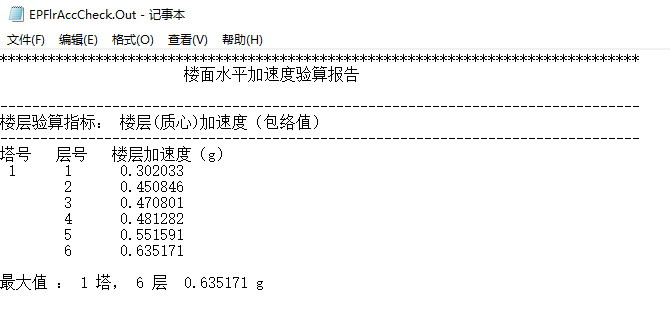 EPFlrAccCheck.Out - 记事本
文件(F) 编辑(E) 格式(O) 查看(V) 帮助(H)
********************************************************************************
楼面水平加速度验算报告
--------------------------------------------------------------------------------
楼层验算指标： 楼层(质心)加速度（包络值）
--------------------------------------------------------------------------------
塔号 层号 楼层加速度（g）
1 1 0.302033
2 0.450846
3 0.470801
4 0.481282
5 0.551591
6 0.635171
最大值 ： 1 塔， 6 层 0.635171 g